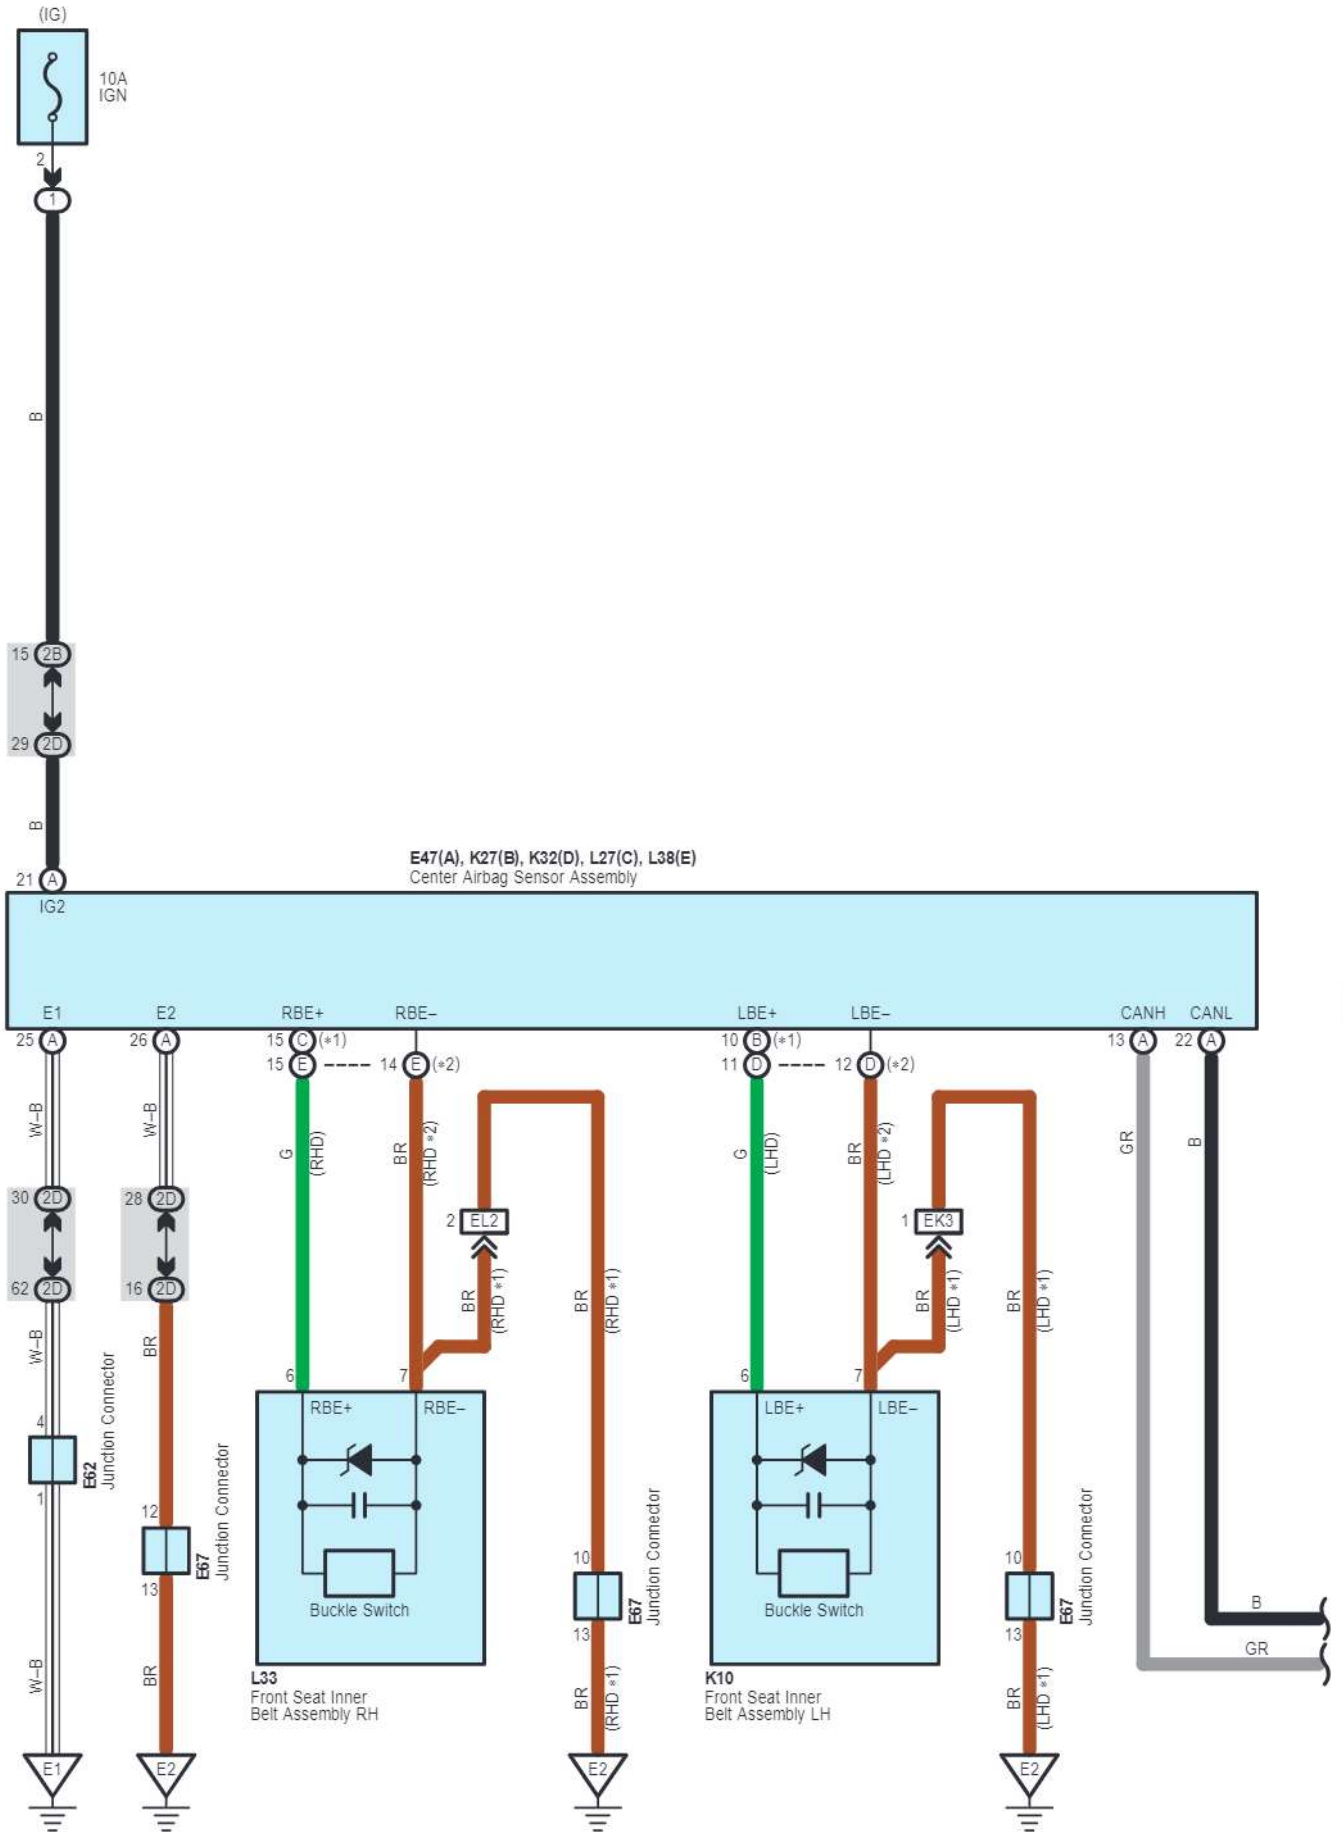 (IG)
10A
IGN
2
1
B
15 2B
29 2D
B
E47(A), K27(B), K32(D), L27(C), L38(E)
Center Airbag Sensor Assembly
21 A
IG2
E1 E2 RBE+ RBE– LBE+ LBE– CANH CANL
25 A 26 A 15 C (*1) 10 B (*1) 13 A 22 A
15 E 14 E (*2) 11 D 12 D (*2)
W–B
W–B
G
(RHD)
BR
(RHD *2)
G
(LHD)
BR
(LHD *2)
GR
B
30 2D 28 2D 2 EL2 1 EK3
62 2D 16 2D
BR
(RHD *1)
BR
(RHD *1)
BR
(LHD *1)
BR
(LHD *1)
W–B
BR
6 7 6 7
RBE+ RBE– LBE+ LBE–
4
E62
Junction Connector
1
12
E67
Junction Connector
13
10
E67
Junction Connector
13
10
E67
Junction Connector
13
Buckle Switch Buckle Switch
B
GR
L33
Front Seat Inner
Belt Assembly RH
K10
Front Seat Inner
Belt Assembly LH
W–B
BR
BR
(RHD *1)
BR
(LHD *1)
E1 E2 E2 E2